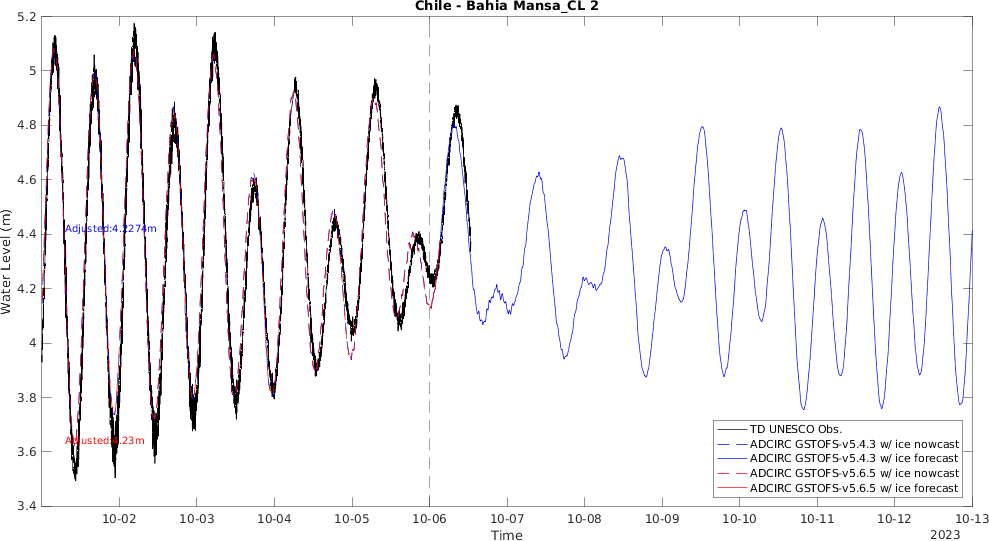 Chile - Bahia Mansa_CL 2
5.2
5
4.8
4.6
4.4
4.2
4
3.8
3.6
3.4
Water Level (m)
Adjusted:4.2274m
Adjusted:4.23m
TD UNESCO Obs.
ADCIRC GSTOFS-v5.4.3 w/ ice nowcast
ADCIRC GSTOFS-v5.4.3 w/ ice forecast
ADCIRC GSTOFS-v5.6.5 w/ ice nowcast
ADCIRC GSTOFS-v5.6.5 w/ ice forecast
10-02 10-03 10-04 10-05 10-06 10-07 10-08 10-09 10-10 10-11 10-12 10-13
Time
2023